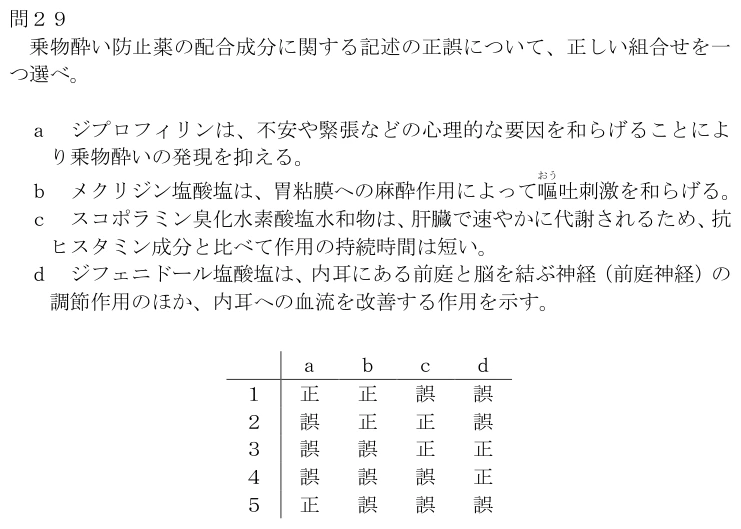 問２９
乗物酔い防止薬の配合成分に関する記述の正誤について、正しい組合せを一
つ選べ。
a ジプロフィリンは、不安や緊張などの心理的な要因を和らげることによ
り乗物酔いの発現を抑える。
b メクリジン塩酸塩は、胃粘膜への麻酔作用によって嘔吐刺激を和らげる。
おう
c スコポラミン臭化水素酸塩水和物は、肝臓で速やかに代謝されるため、抗
ヒスタミン成分と比べて作用の持続時間は短い。
d ジフェニドール塩酸塩は、内耳にある前庭と脳を結ぶ神経（前庭神経）の
調節作用のほか、内耳への血流を改善する作用を示す。
a b c d
1 正 正 誤 誤
2 誤 正 正 誤
3 誤 誤 正 正
4 誤 誤 誤 正
5 正 誤 誤 誤